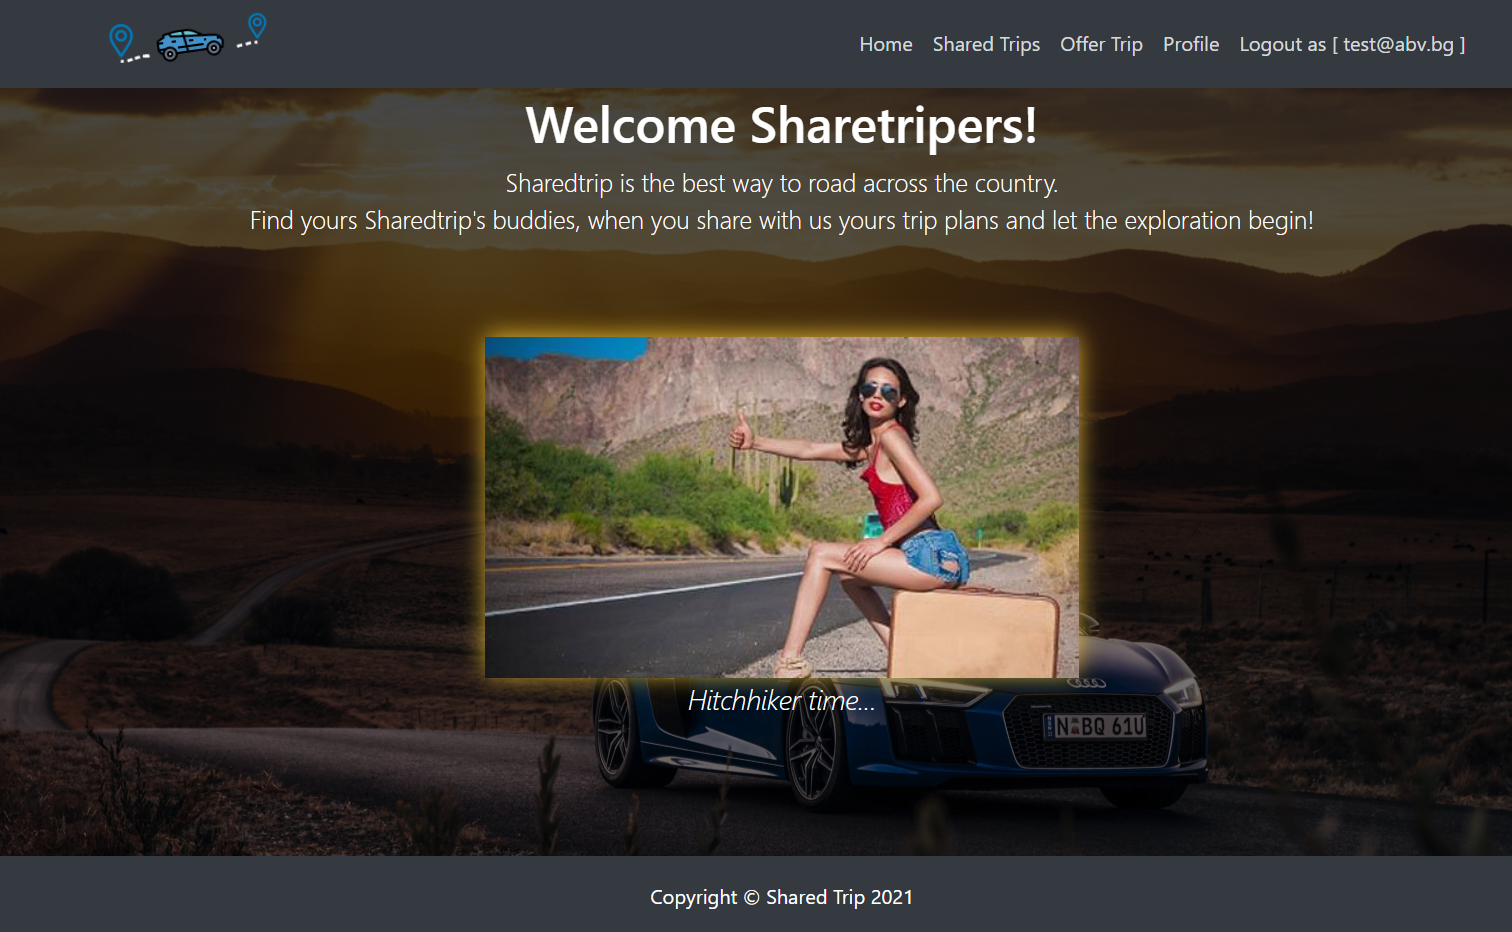 Home Shared Trips Offer Trip Profile Logout as [ test@abv.bg ]
Welcome Sharetripers!
Sharedtrip is the best way to road across the country.
Find yours Sharedtrip's buddies, when you share with us yours trip plans and let the exploration begin!
Hitchhiker time...
N·BQ 61U
Copyright © Shared Trip 2021